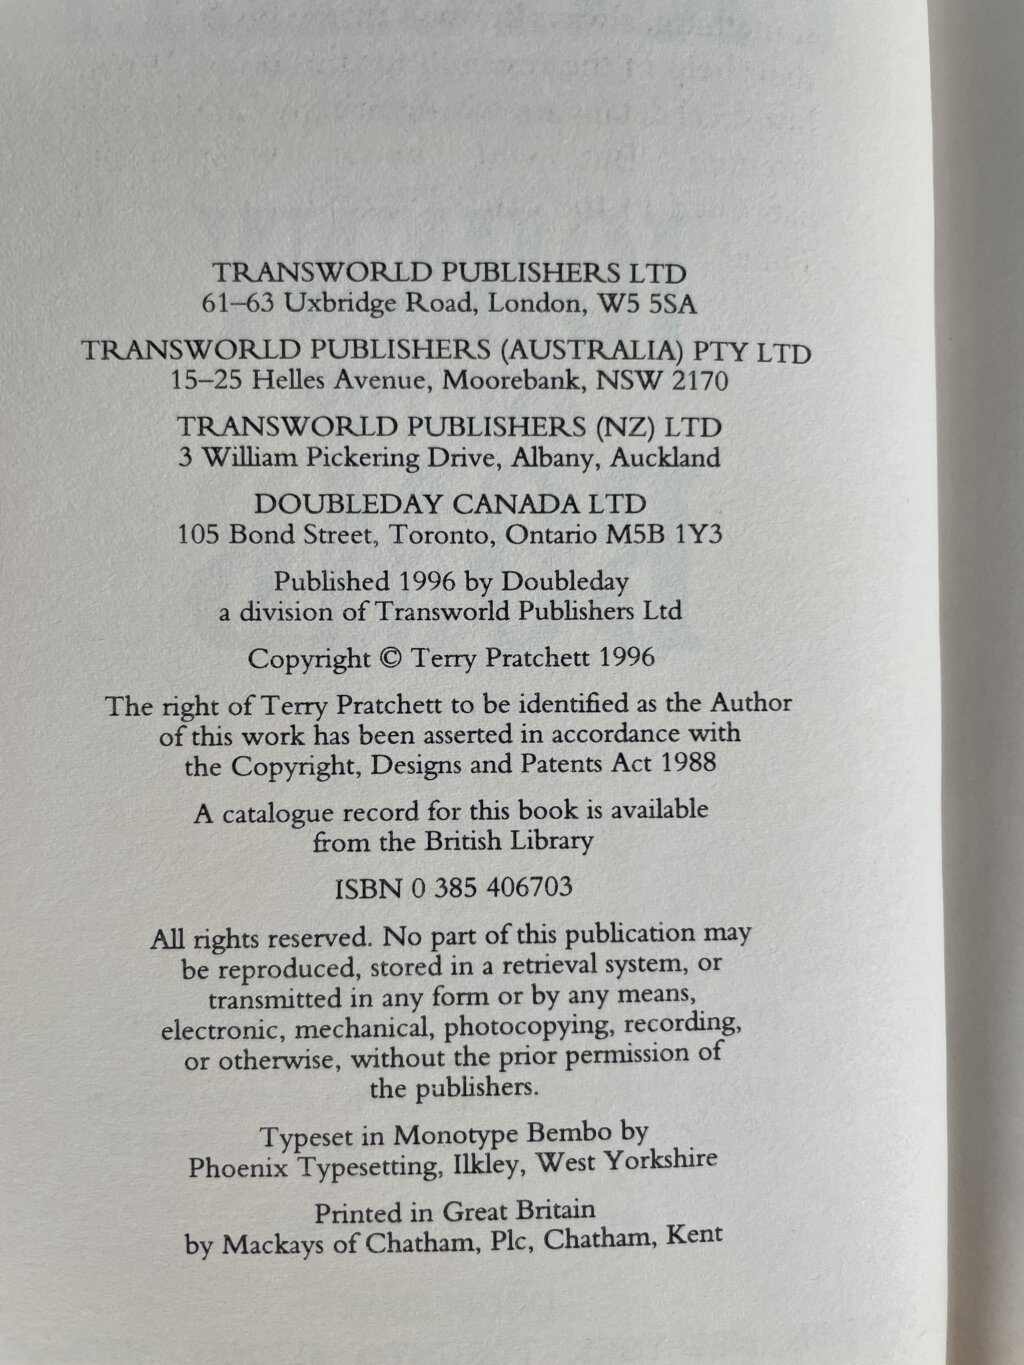 TRANSWORLD PUBLISHERS LTD
61–63 Uxbridge Road, London, W5 5SA
TRANSWORLD PUBLISHERS (AUSTRALIA) PTY LTD
15–25 Helles Avenue, Moorebank, NSW 2170
TRANSWORLD PUBLISHERS (NZ) LTD
3 William Pickering Drive, Albany, Auckland
DOUBLEDAY CANADA LTD
105 Bond Street, Toronto, Ontario M5B 1Y3
Published 1996 by Doubleday
a division of Transworld Publishers Ltd
Copyright © Terry Pratchett 1996
The right of Terry Pratchett to be identified as the Author
of this work has been asserted in accordance with
the Copyright, Designs and Patents Act 1988
A catalogue record for this book is available
from the British Library
ISBN 0 385 406703
All rights reserved. No part of this publication may
be reproduced, stored in a retrieval system, or
transmitted in any form or by any means,
electronic, mechanical, photocopying, recording,
or otherwise, without the prior permission of
the publishers.
Typeset in Monotype Bembo by
Phoenix Typesetting, Ilkley, West Yorkshire
Printed in Great Britain
by Mackays of Chatham, Plc, Chatham, Kent